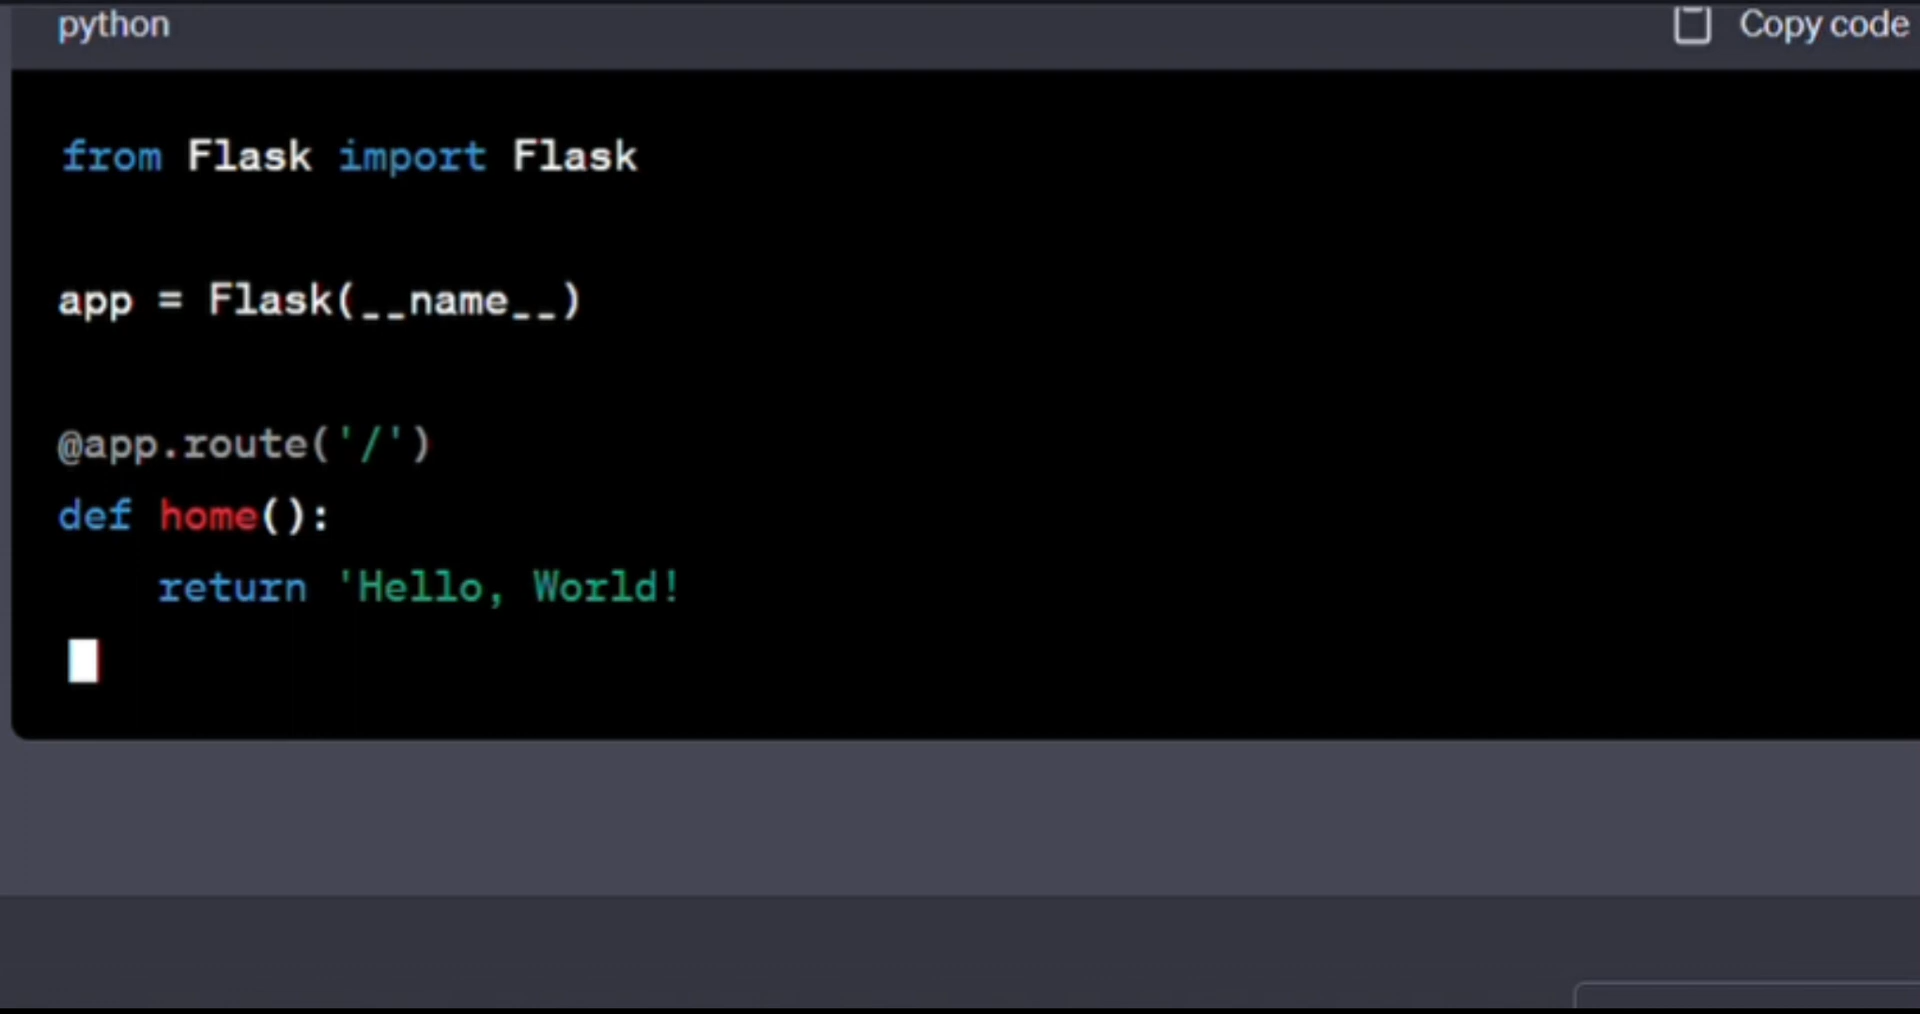 python
Copy code
from Flask import Flask
app = Flask(__name__)
@app.route('/')
def home():
    return 'Hello, World!